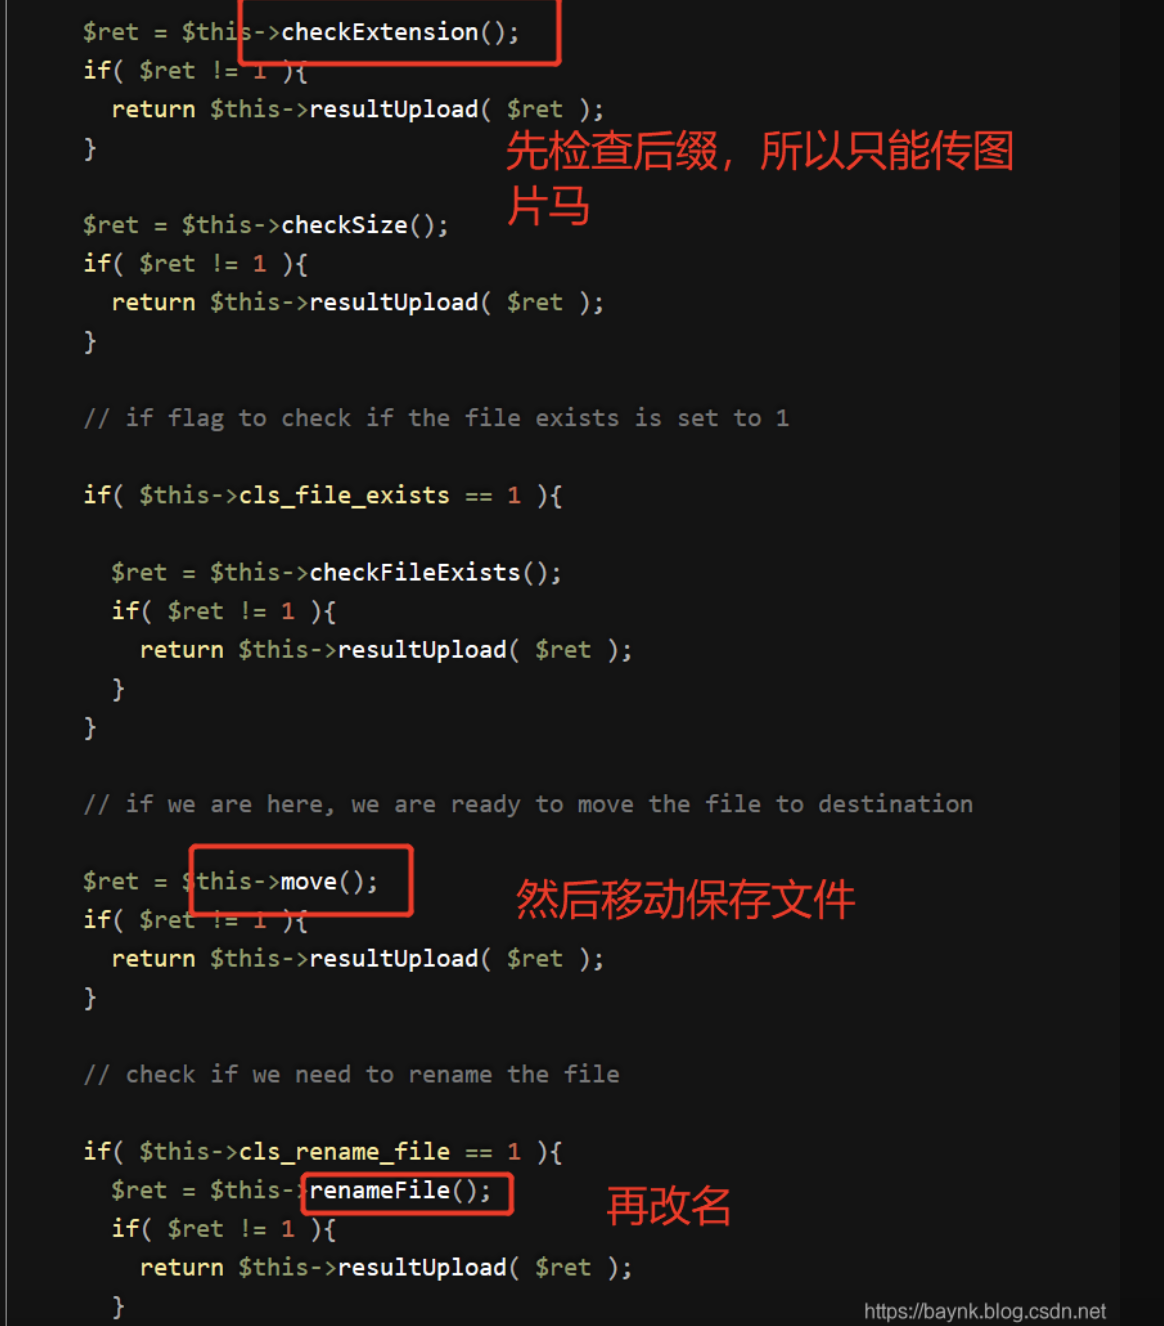 $ret = $this->checkExtension();
if( $ret != 1 ){
return $this->resultUpload( $ret );
}
先检查后缀，所以只能传图
片马
$ret = $this->checkSize();
if( $ret != 1 ){
return $this->resultUpload( $ret );
}
// if flag to check if the file exists is set to 1
if( $this->cls_file_exists == 1 ){
$ret = $this->checkFileExists();
if( $ret != 1 ){
return $this->resultUpload( $ret );
}
}
// if we are here, we are ready to move the file to destination
$ret = $this->move();
然后移动保存文件
if( $ret != 1 ){
return $this->resultUpload( $ret );
}
// check if we need to rename the file
if( $this->cls_rename_file == 1 ){
$ret = $this->renameFile();
再改名
if( $ret != 1 ){
return $this->resultUpload( $ret );
}
https://baynk.blog.csdn.net